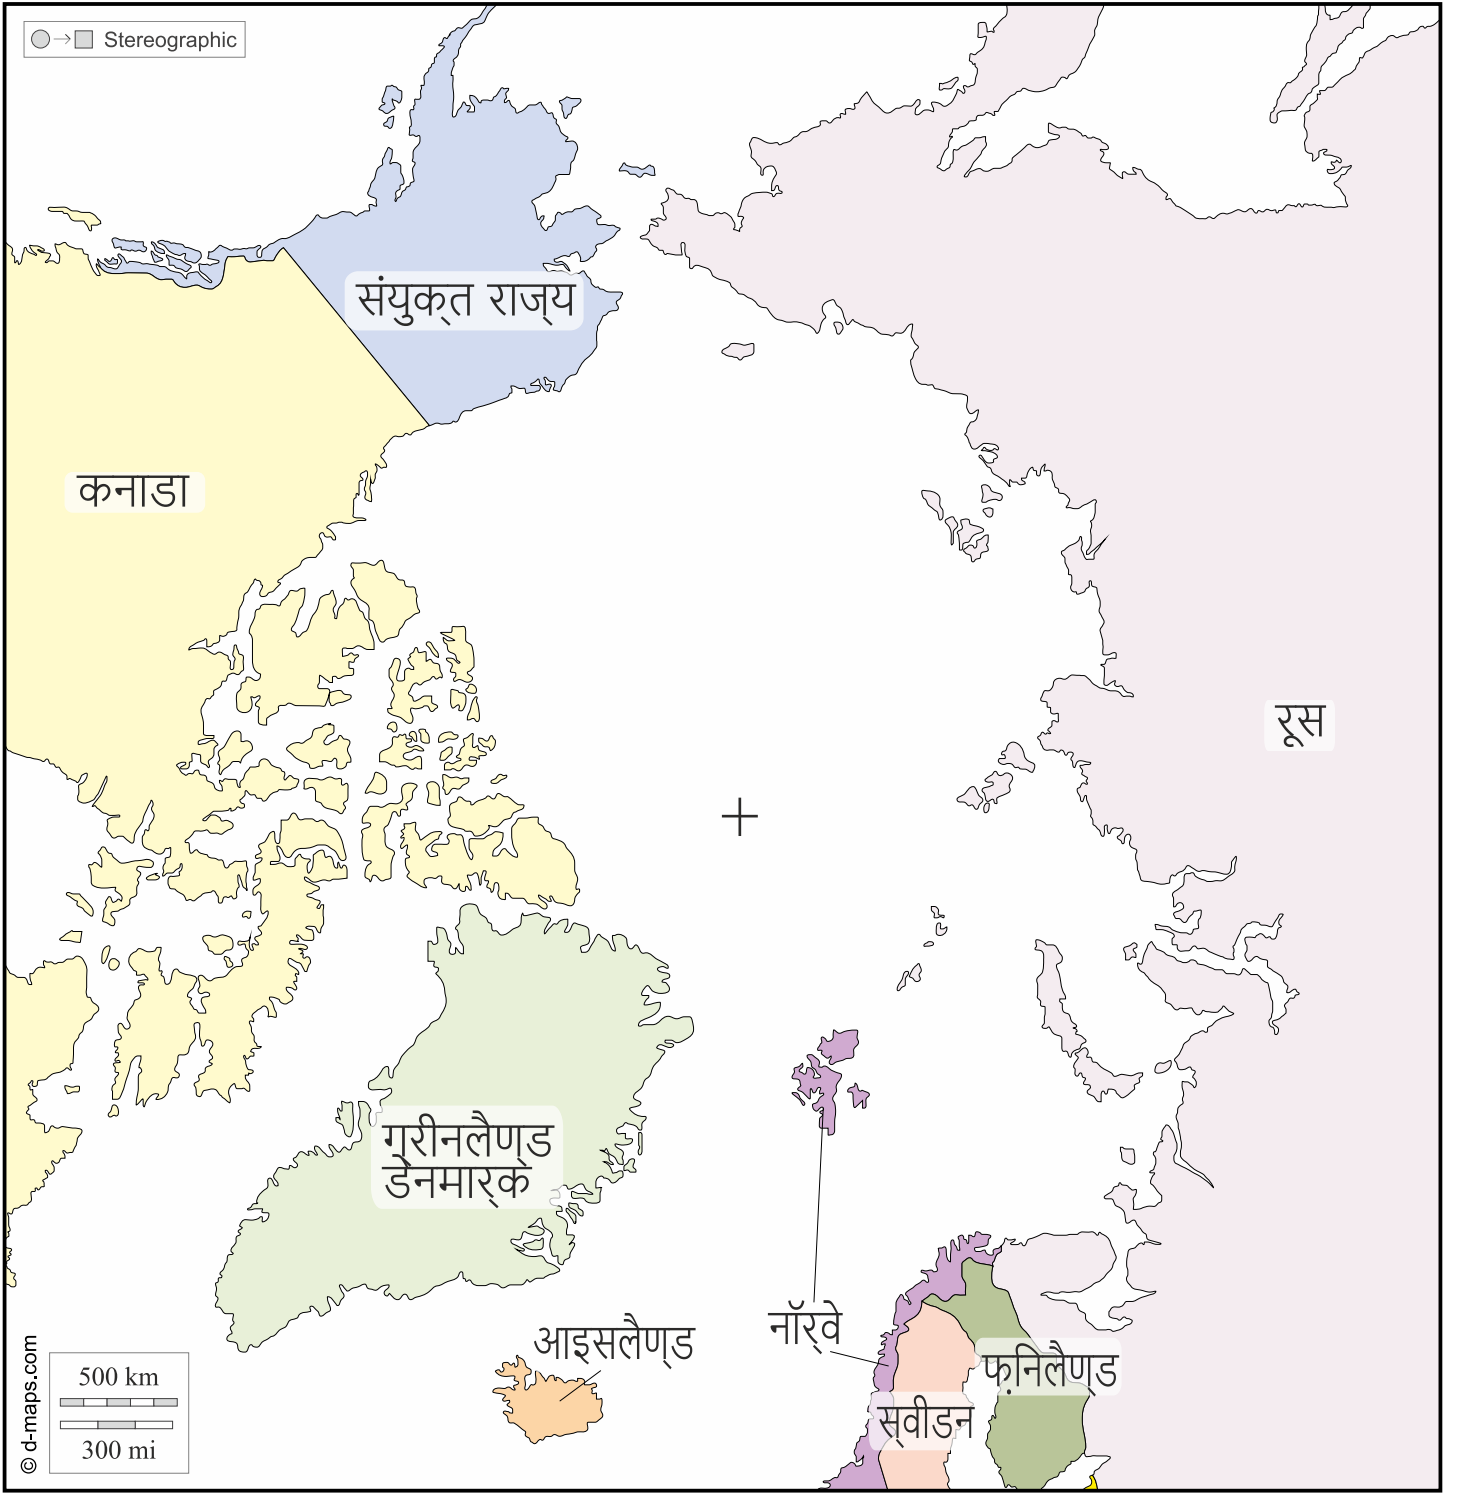 Stereographic
संयुक्त राज्य
कनाडा
रूस
ग्रीनलैण्ड
डेनमार्क
नॉर्वे
आइसलैण्ड
फ़िनलैण्ड
स्वीडन
500 km
300 mi
© d-maps.com